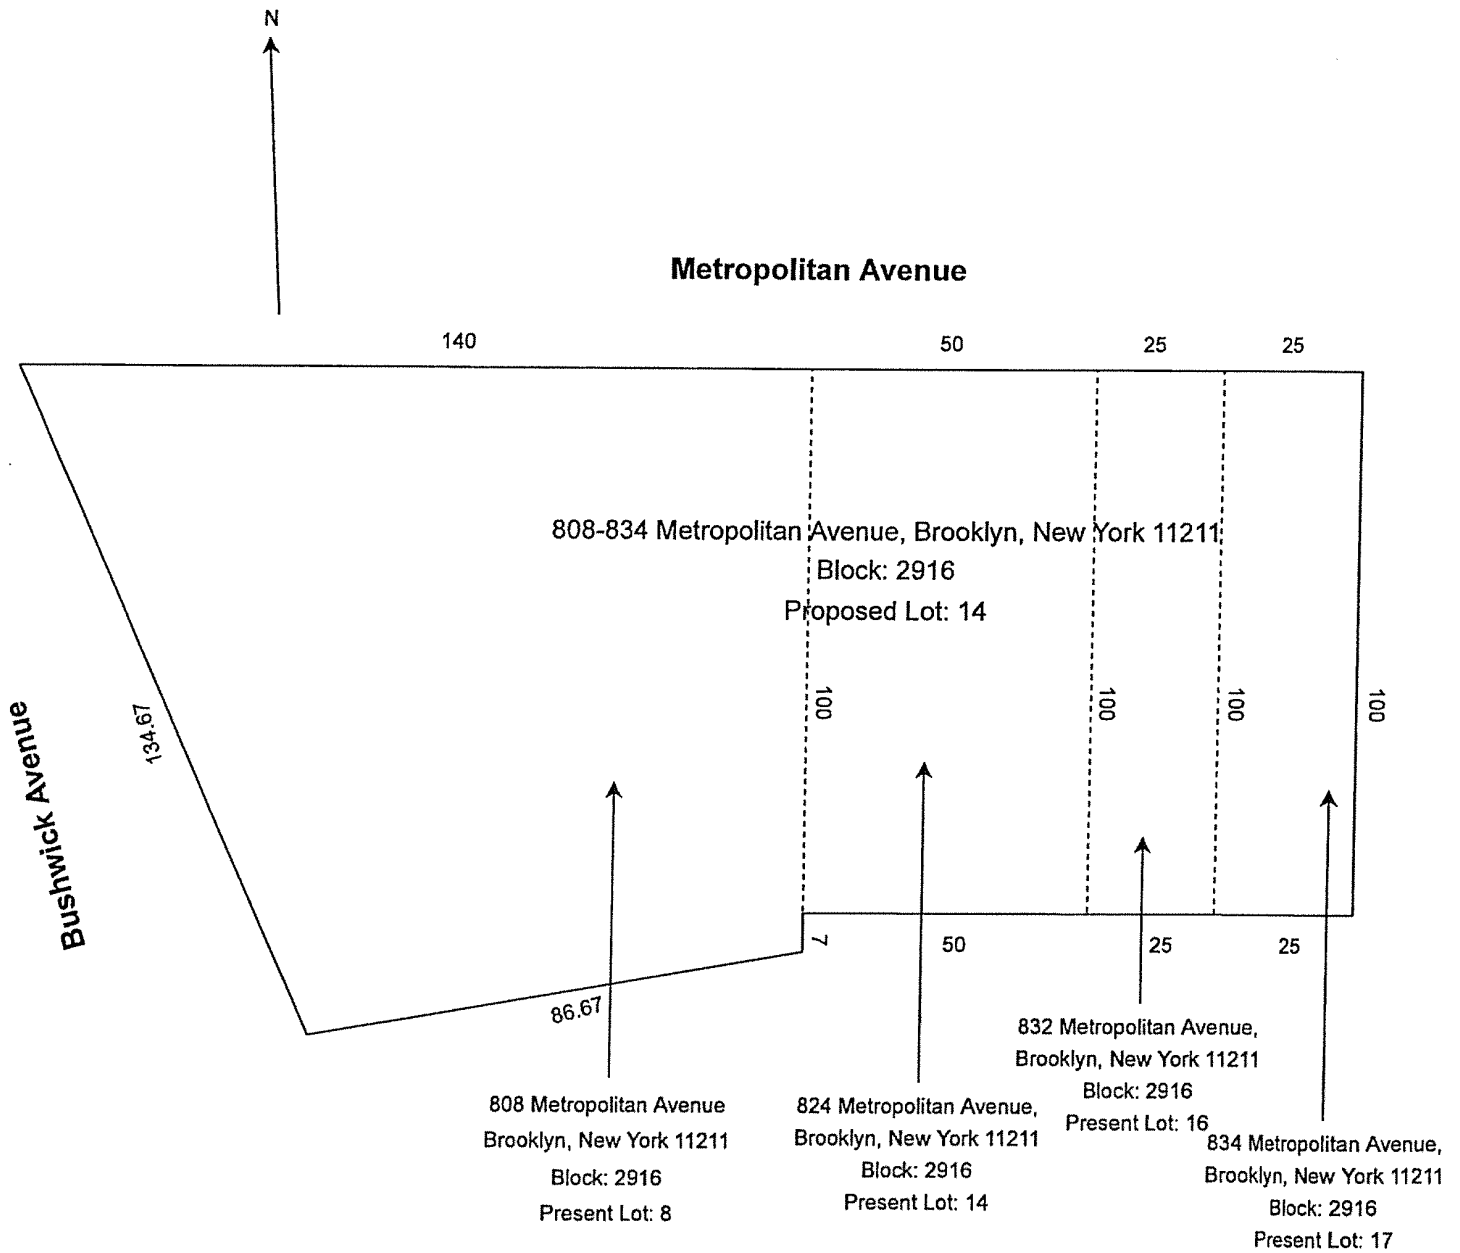 N
Metropolitan Avenue
140
50
25
25
808-834 Metropolitan Avenue, Brooklyn, New York 11211
Block: 2916
Proposed Lot: 14
100
100
100
100
134.67
Bushwick Avenue
7
50
25
25
86.67
808 Metropolitan Avenue
Brooklyn, New York 11211
Block: 2916
Present Lot: 8
824 Metropolitan Avenue,
Brooklyn, New York 11211
Block: 2916
Present Lot: 14
832 Metropolitan Avenue,
Brooklyn, New York 11211
Block: 2916
Present Lot: 16
834 Metropolitan Avenue,
Brooklyn, New York 11211
Block: 2916
Present Lot: 17